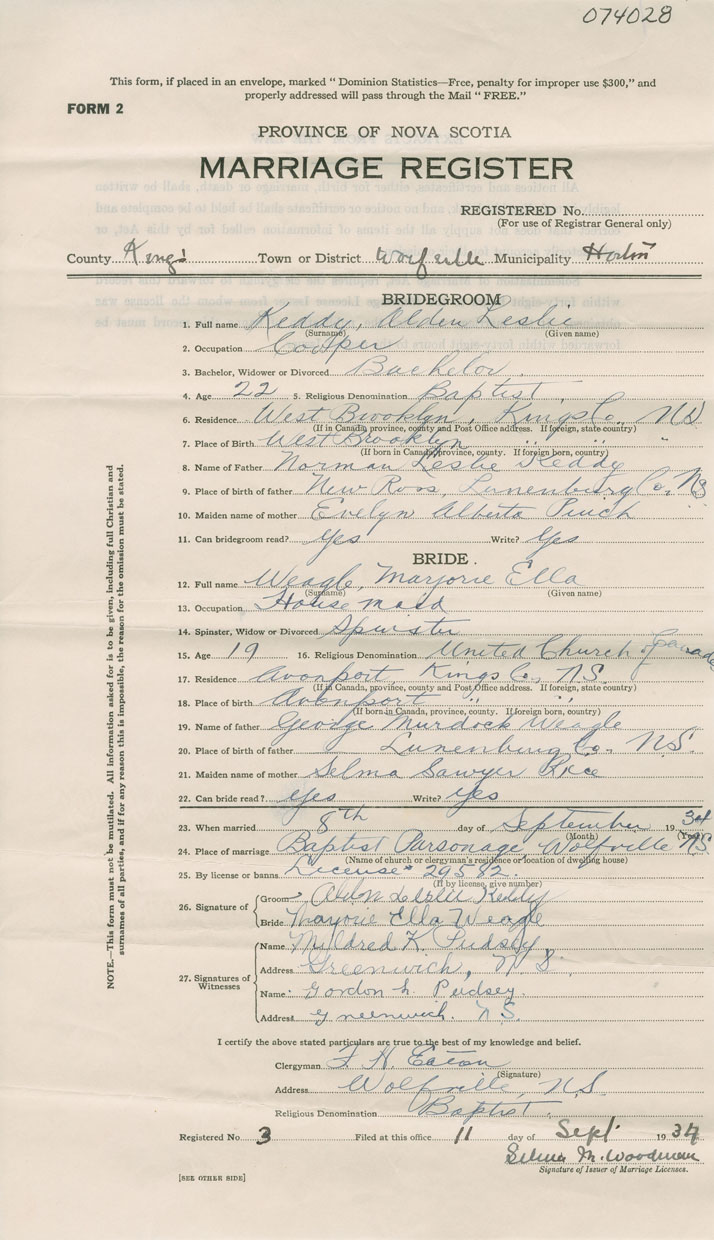 074028
This form, if placed in an envelope, marked " Dominion Statistics—Free, penalty for improper use $300," and
properly addressed will pass through the Mail " FREE."
FORM 2
PROVINCE OF NOVA SCOTIA
MARRIAGE REGISTER
REGISTERED No.
(For use of Registrar General only)
County Kings Town or District Wolfville Municipality Horton
BRIDEGROOM
1. Full name Keddy, Alden Leslie
(Surname) (Given name)
2. Occupation Cooper
3. Bachelor, Widower or Divorced Bachelor.
4. Age 22 5. Religious Denomination Baptist
6. Residence West Brooklyn, Kings Co, NS
(If in Canada, province, county and Post Office address. If foreign, state country)
7. Place of Birth West Brooklyn " " "
(If born in Canada, province, county. If foreign born, country)
8. Name of Father Norman Leslie Keddy
9. Place of birth of father New Ross, Lunenburg Co, NS
10. Maiden name of mother Evelyn Alberta Pinch
11. Can bridegroom read? Yes Write? Yes
BRIDE.
12. Full name Weagle, Marjorie Ella
(Surname) (Given name)
13. Occupation House maid
14. Spinster, Widow or Divorced Spinster
15. Age 19 16. Religious Denomination United Church of Canada
17. Residence Avonport, Kings Co, N.S.
(If in Canada, province, county and Post Office address. If foreign, state country)
18. Place of birth Avonport " "
(If born in Canada, province, county. If foreign born, country)
19. Name of father George Murdock Weagle
20. Place of birth of father Lunenburg Co. N.S.
21. Maiden name of mother Selma Sawyer Rice
22. Can bride read? Yes Write? Yes
23. When married 8th day of September 1934
(Month) (Year)
24. Place of marriage Baptist Parsonage, Wolfville N.S.
(Name of church or clergyman's residence or location of dwelling house)
25. By license or banns License 29582.
(If by license, give number)
26. Signature of
Groom Alden Leslie Keddy
Bride Marjorie Ella Weagle
27. Signatures of Witnesses
Name Mildred K. Pudsey,
Address Greenwich, N.S.
Name Gordon L. Pudsey.
Address Greenwich. N.S.
I certify the above stated particulars are true to the best of my knowledge and belief.
Clergyman F. H. Eaton
(Signature)
Address Wolfville, N.S.
Religious Denomination Baptist.
Registered No. 3 Filed at this office 11 day of Sept 1934
Selma M. Woodman
Signature of Issuer of Marriage Licenses.
[SEE OTHER SIDE]
NOTE.—This form must not be mutilated. All information asked for is to be given, including full Christian and
surnames of all parties, and if for any reason this is impossible, the reason for the omission must be stated.